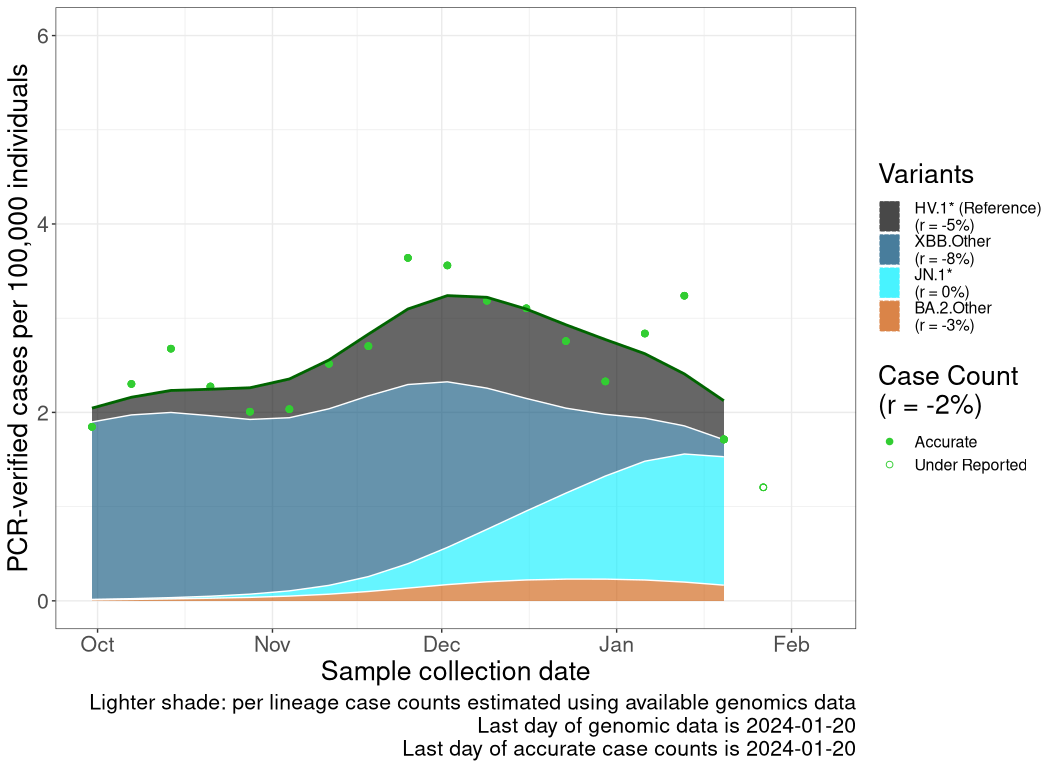 PCR-verified cases per 100,000 individuals
6
4
2
0
Oct
Nov
Dec
Jan
Feb
Sample collection date
Lighter shade: per lineage case counts estimated using available genomics data
Last day of genomic data is 2024-01-20
Last day of accurate case counts is 2024-01-20
Variants
HV.1* (Reference)
(r = -5%)
XBB.Other
(r = -8%)
JN.1*
(r = 0%)
BA.2.Other
(r = -3%)
Case Count
(r = -2%)
Accurate
Under Reported